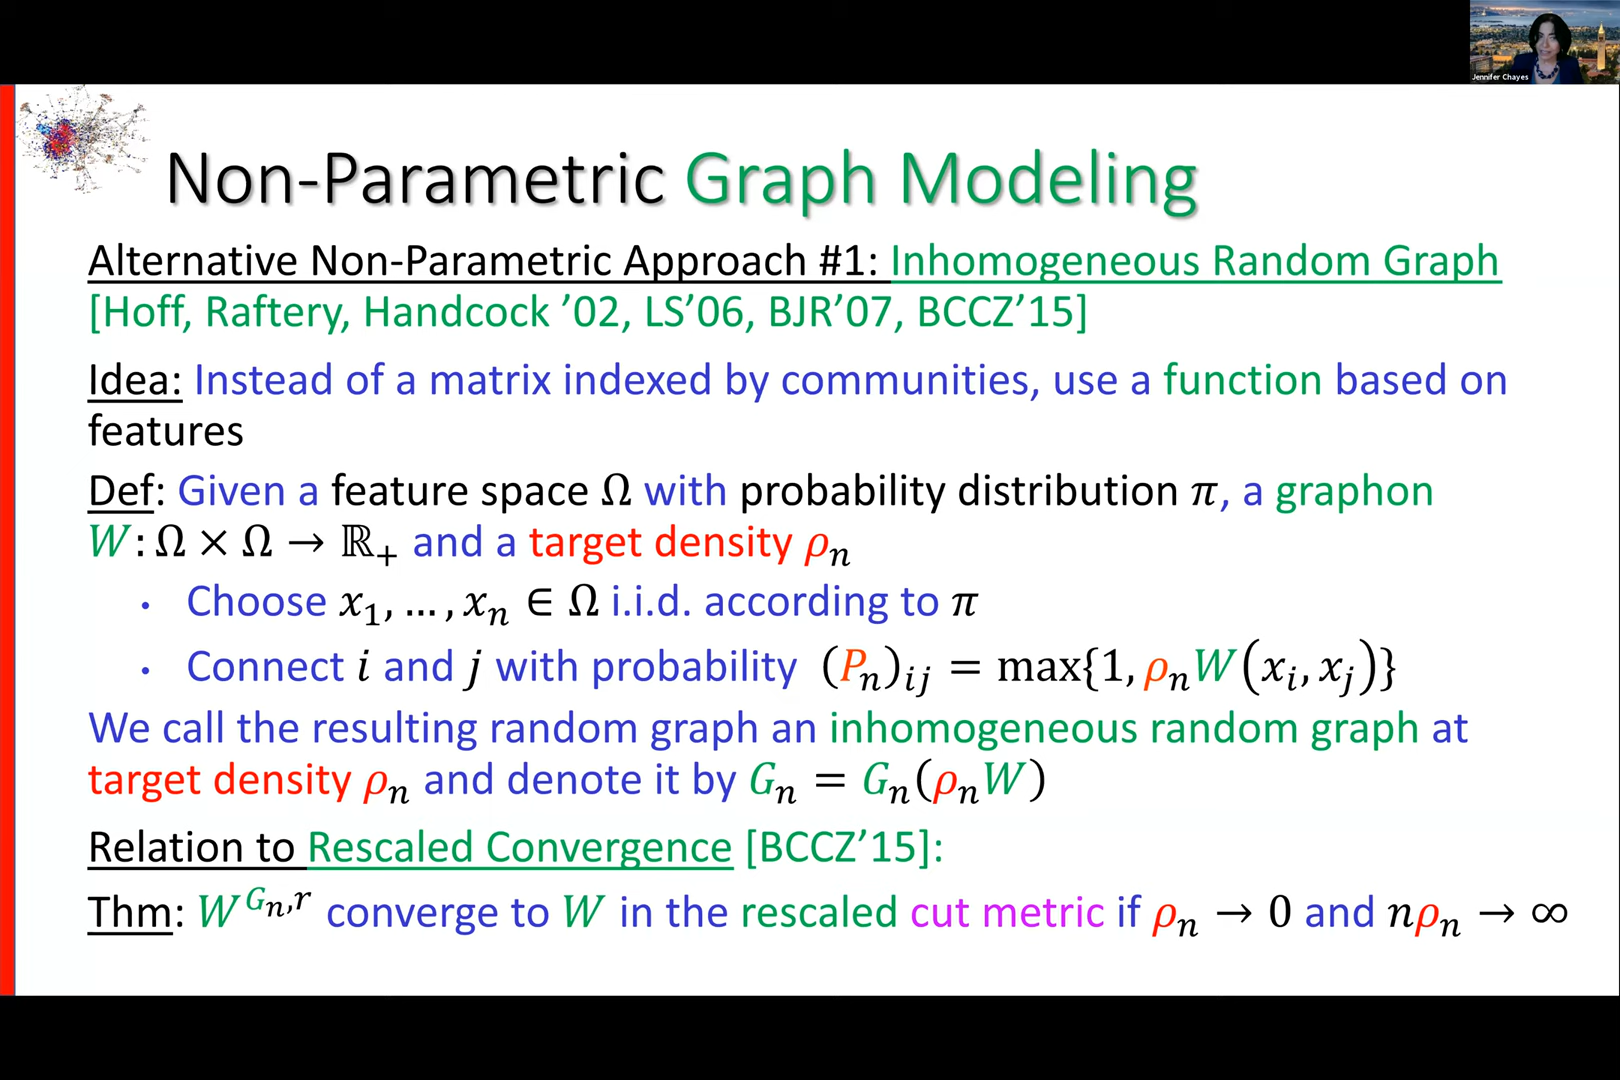 Jennifer Chayes
Non-Parametric Graph Modeling
Alternative Non-Parametric Approach #1: Inhomogeneous Random Graph
[Hoff, Raftery, Handcock ’02, LS’06, BJR’07, BCCZ’15]
Idea: Instead of a matrix indexed by communities, use a function based on
features
Def: Given a feature space Ω with probability distribution π, a graphon
W: Ω × Ω → ℝ₊ and a target density ρₙ
• Choose x₁, … , xₙ ∈ Ω i.i.d. according to π
• Connect i and j with probability (Pₙ)ᵢⱼ = max{1, ρₙW(xᵢ, xⱼ)}
We call the resulting random graph an inhomogeneous random graph at
target density ρₙ and denote it by Gₙ = Gₙ(ρₙW)
Relation to Rescaled Convergence [BCCZ’15]:
Thm: W^{Gₙ,r} converge to W in the rescaled cut metric if ρₙ → 0 and nρₙ → ∞